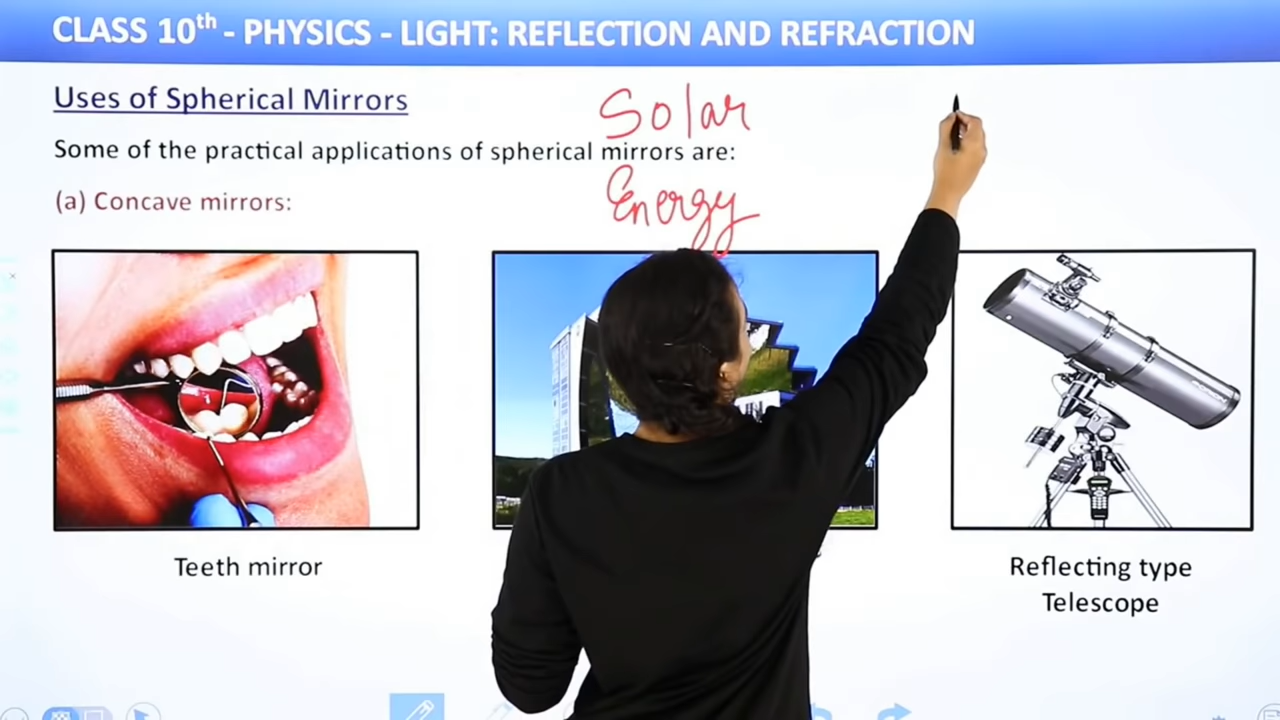 CLASS 10th - PHYSICS - LIGHT: REFLECTION AND REFRACTION
Uses of Spherical Mirrors
Solar
Some of the practical applications of spherical mirrors are:
Energy
(a) Concave mirrors:
Teeth mirror
Reflecting type
Telescope